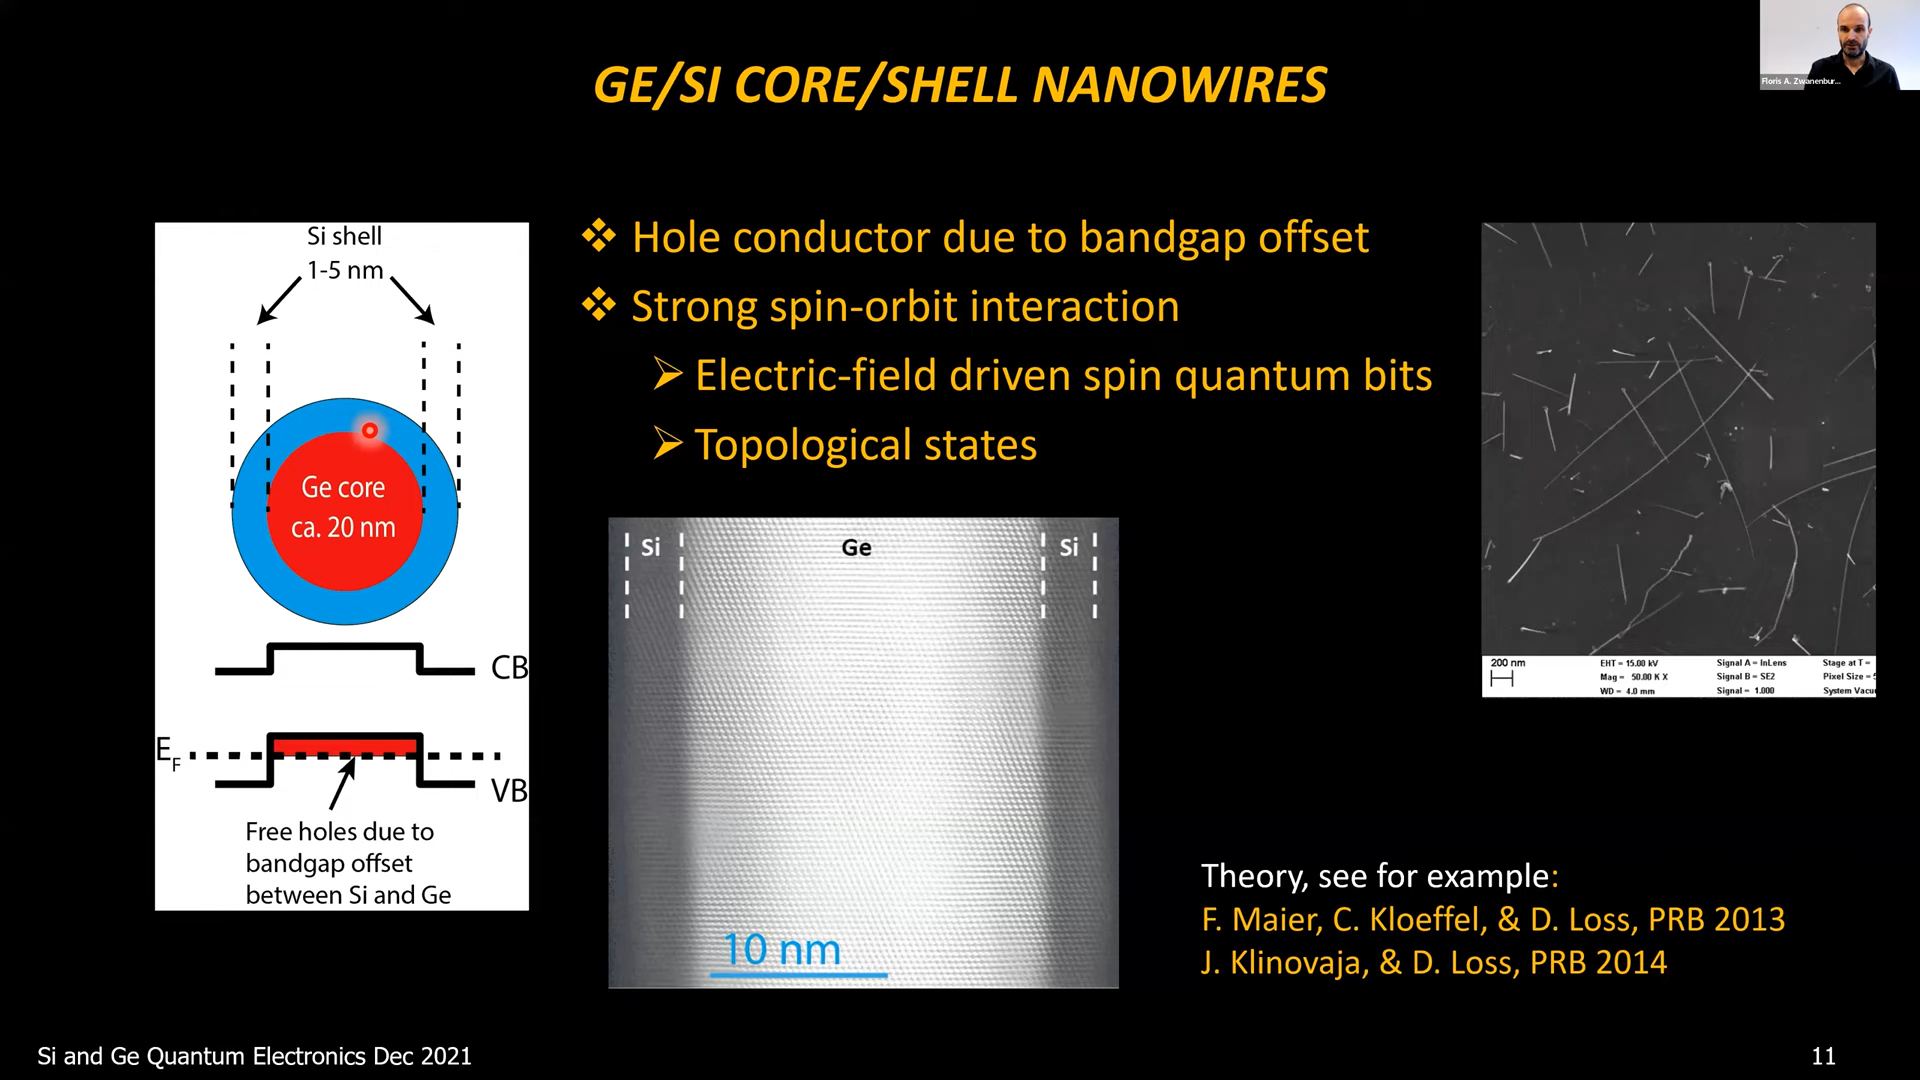 Floris A. Zwanenbur...
GE/SI CORE/SHELL NANOWIRES
Si shell
1-5 nm
Ge core
ca. 20 nm
CB
EF
VB
Free holes due to
bandgap offset
between Si and Ge
❖ Hole conductor due to bandgap offset
❖ Strong spin-orbit interaction
➢ Electric-field driven spin quantum bits
➢ Topological states
Si Ge Si
10 nm
200 nm EHT = 15.00 kV Signal A = InLens Stage at T =
Mag = 50.00 K X Signal B = SE2 Pixel Size =
WD = 4.0 mm Signal = 1.000 System Vacu
Theory, see for example:
F. Maier, C. Kloeffel, & D. Loss, PRB 2013
J. Klinovaja, & D. Loss, PRB 2014
Si and Ge Quantum Electronics Dec 2021
11